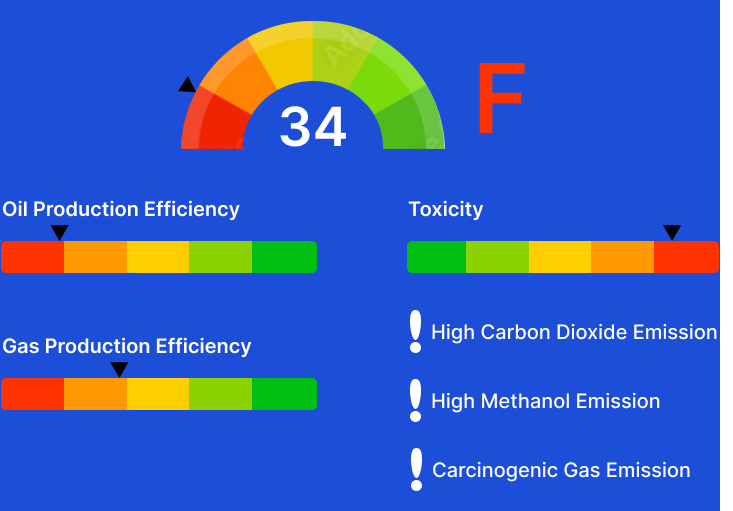 34
F
Oil Production Efficiency
Toxicity
High Carbon Dioxide Emission
Gas Production Efficiency
High Methanol Emission
Carcinogenic Gas Emission